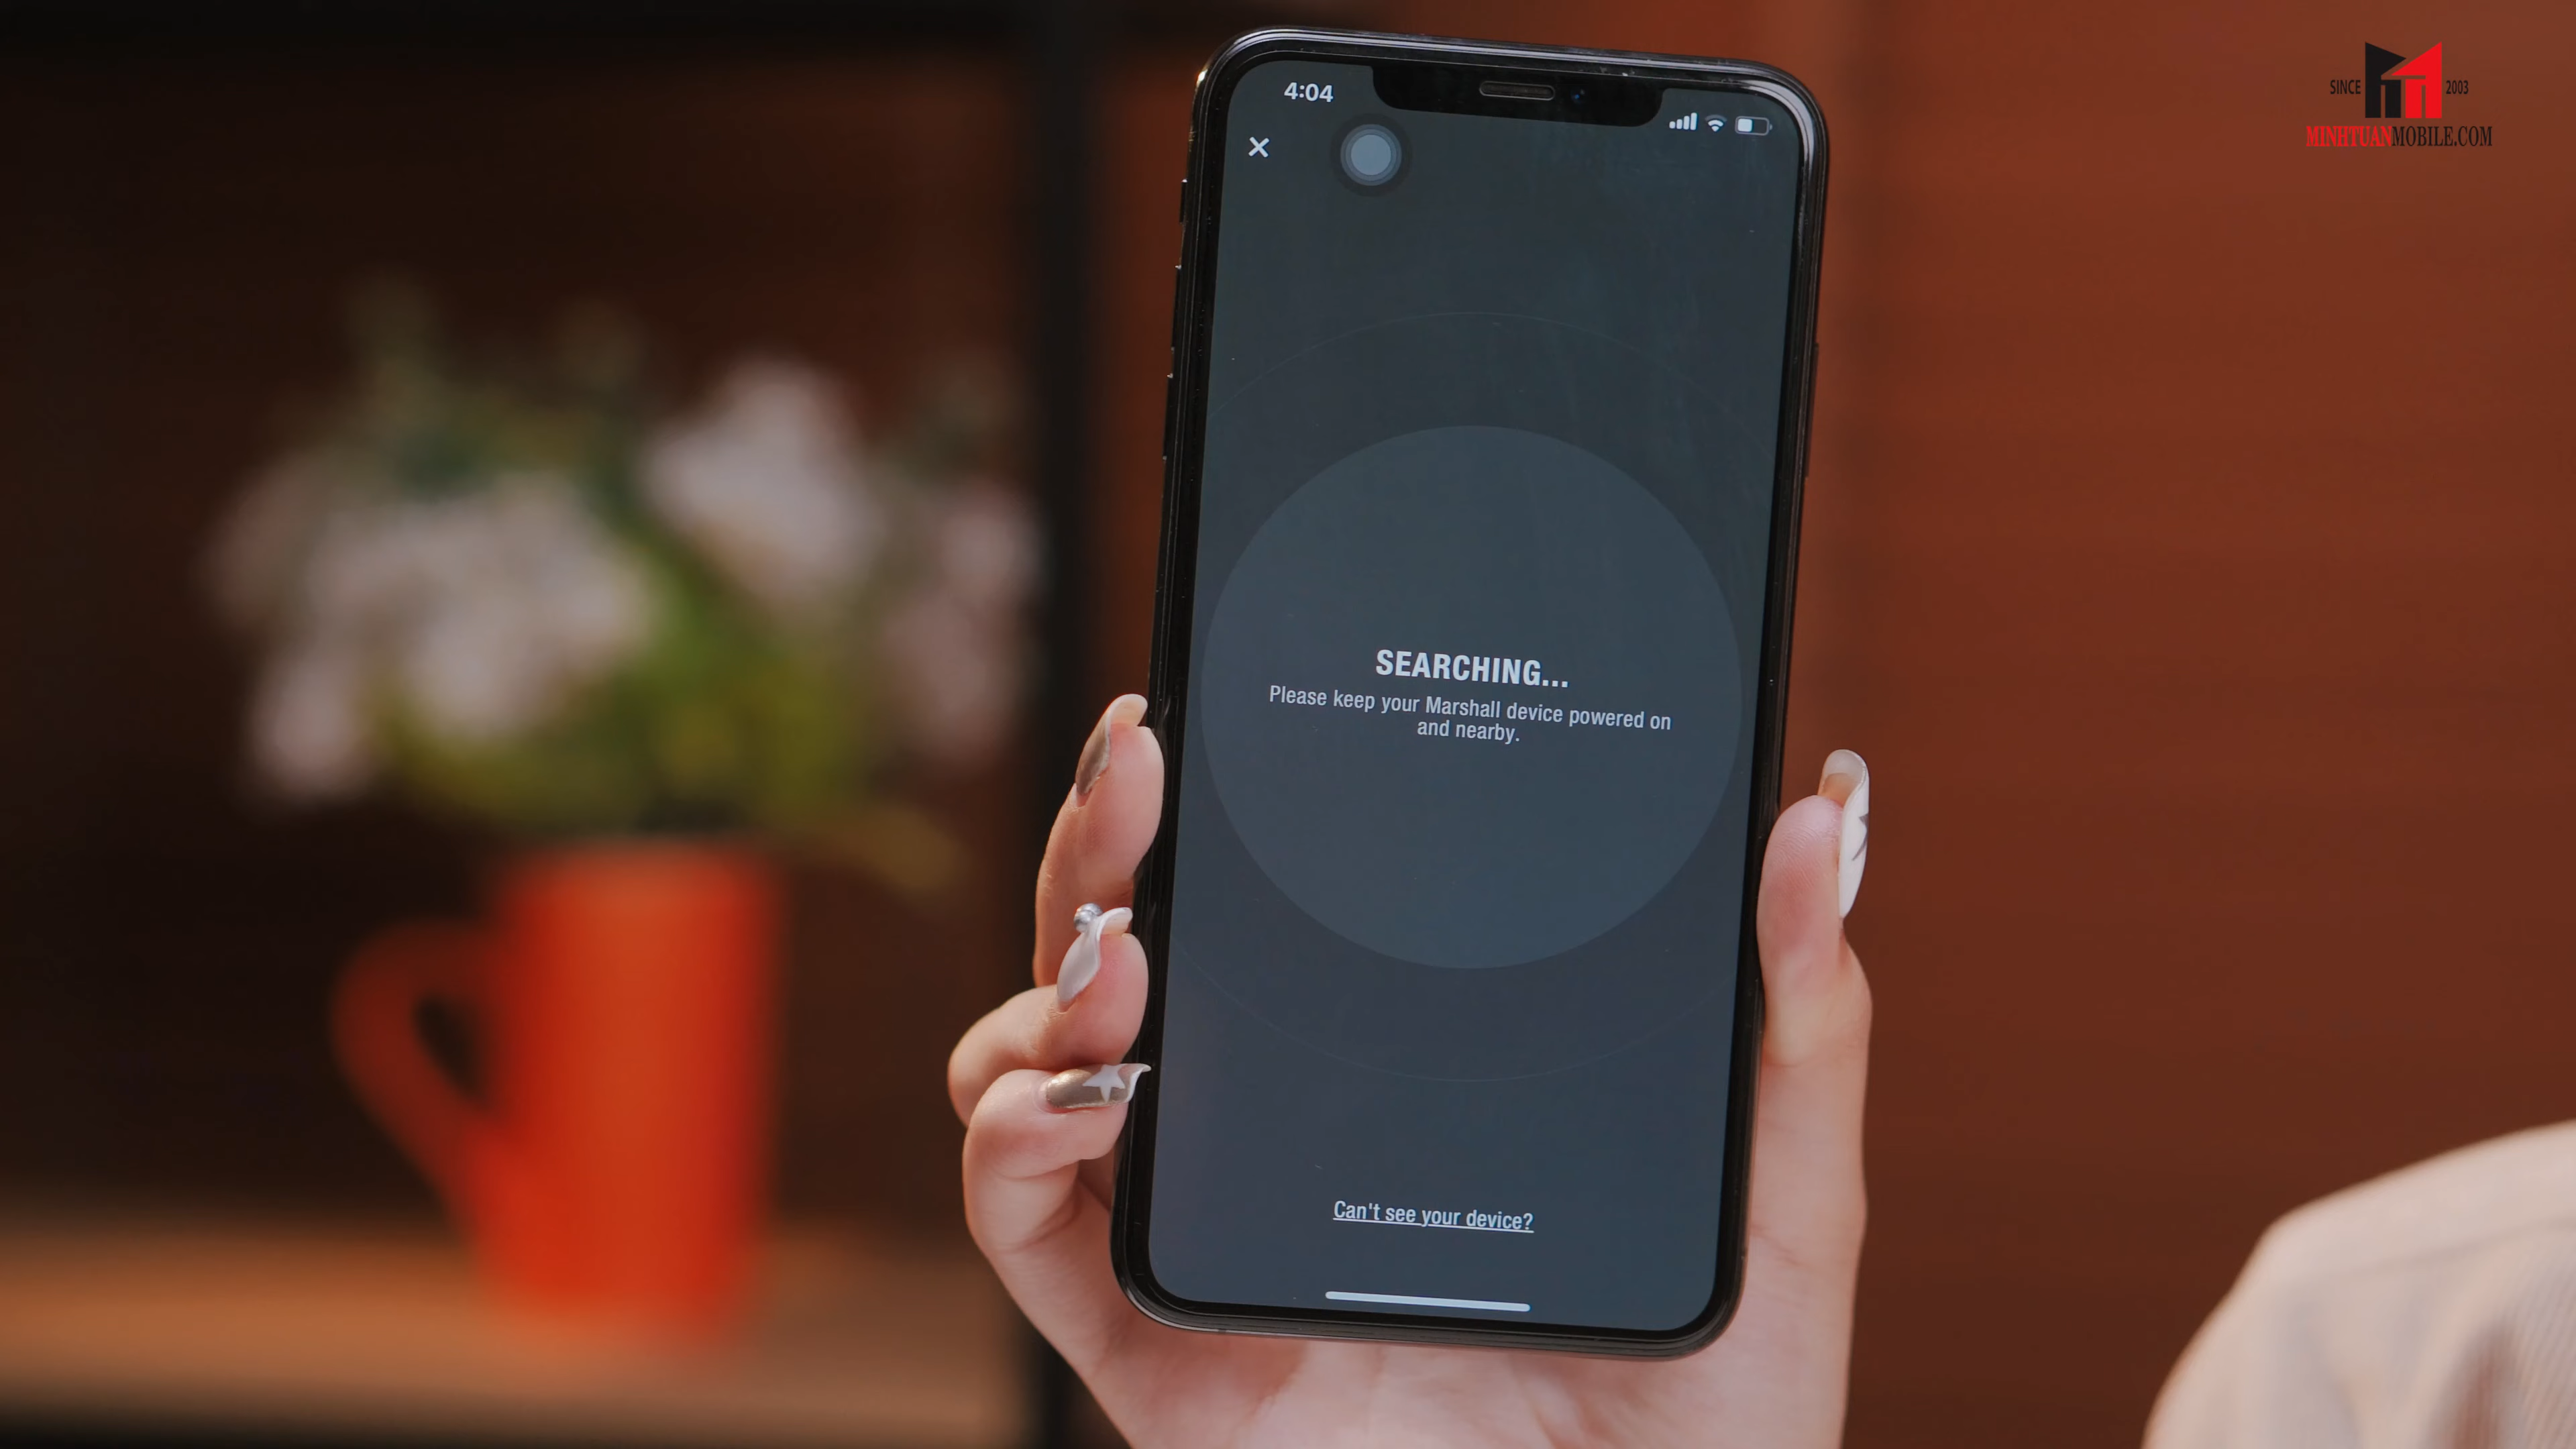 4:04
SINCE 2003
MINHTUANMOBILE.COM
SEARCHING...
Please keep your Marshall device powered on
and nearby.
Can't see your device?